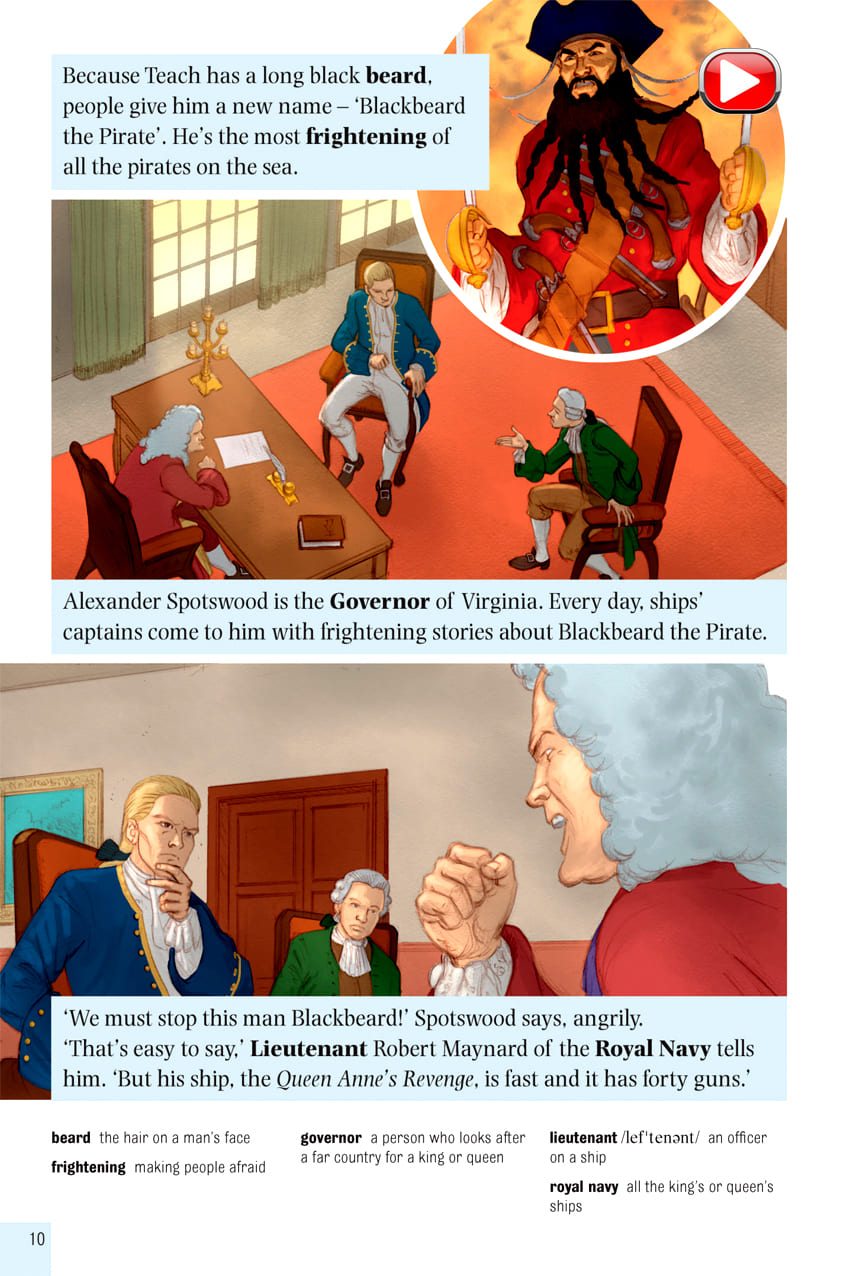 Because Teach has a long black beard,
people give him a new name – ‘Blackbeard
the Pirate’. He’s the most frightening of
all the pirates on the sea.
Alexander Spotswood is the Governor of Virginia. Every day, ships’
captains come to him with frightening stories about Blackbeard the Pirate.
‘We must stop this man Blackbeard!’ Spotswood says, angrily.
‘That’s easy to say,’ Lieutenant Robert Maynard of the Royal Navy tells
him. ‘But his ship, the Queen Anne’s Revenge, is fast and it has forty guns.’
beard the hair on a man’s face
frightening making people afraid
governor a person who looks after
a far country for a king or queen
lieutenant /lefˈtenənt/ an officer
on a ship
royal navy all the king’s or queen’s
ships
10